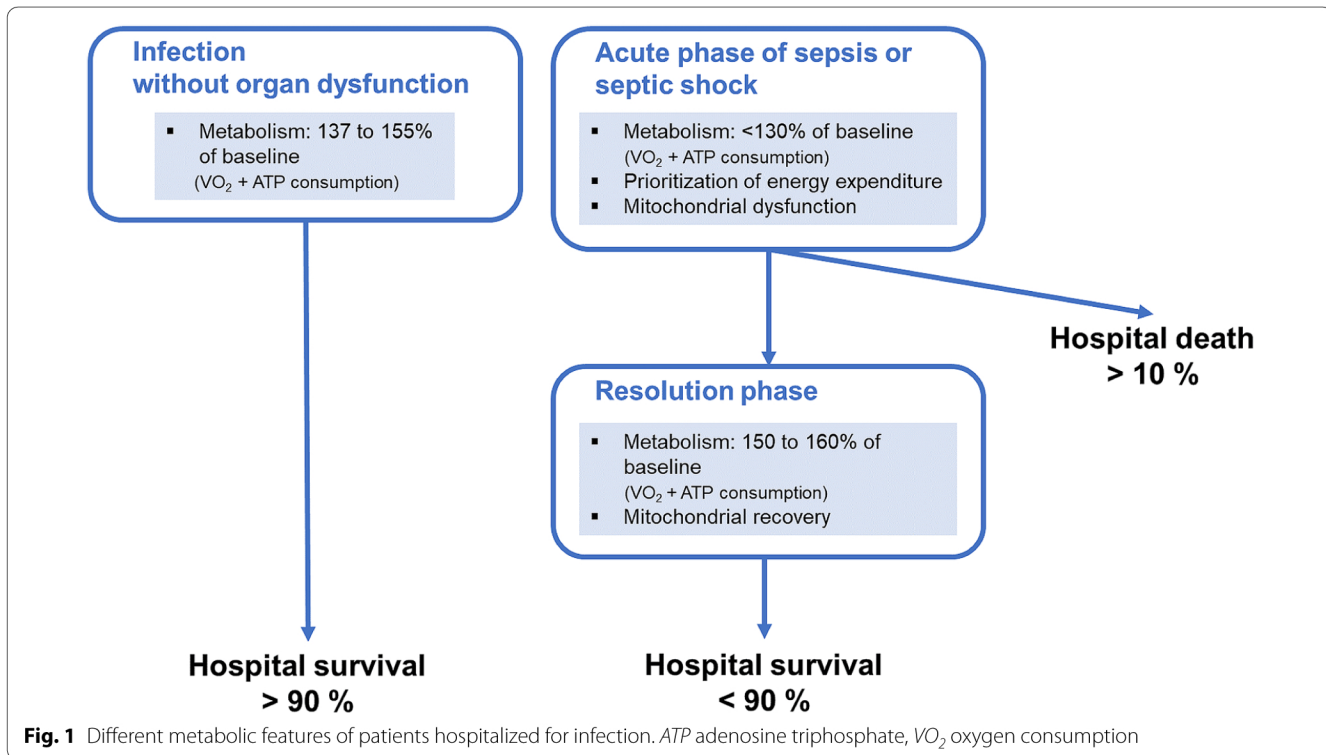 Infection
without organ dysfunction
▪ Metabolism: 137 to 155%
of baseline
(VO₂ + ATP consumption)
Acute phase of sepsis or
septic shock
▪ Metabolism: <130% of baseline
(VO₂ + ATP consumption)
▪ Prioritization of energy expenditure
▪ Mitochondrial dysfunction
Hospital death
> 10 %
Resolution phase
▪ Metabolism: 150 to 160% of
baseline
(VO₂ + ATP consumption)
▪ Mitochondrial recovery
Hospital survival
> 90 %
Hospital survival
< 90 %
Fig. 1 Different metabolic features of patients hospitalized for infection. ATP adenosine triphosphate, VO₂ oxygen consumption